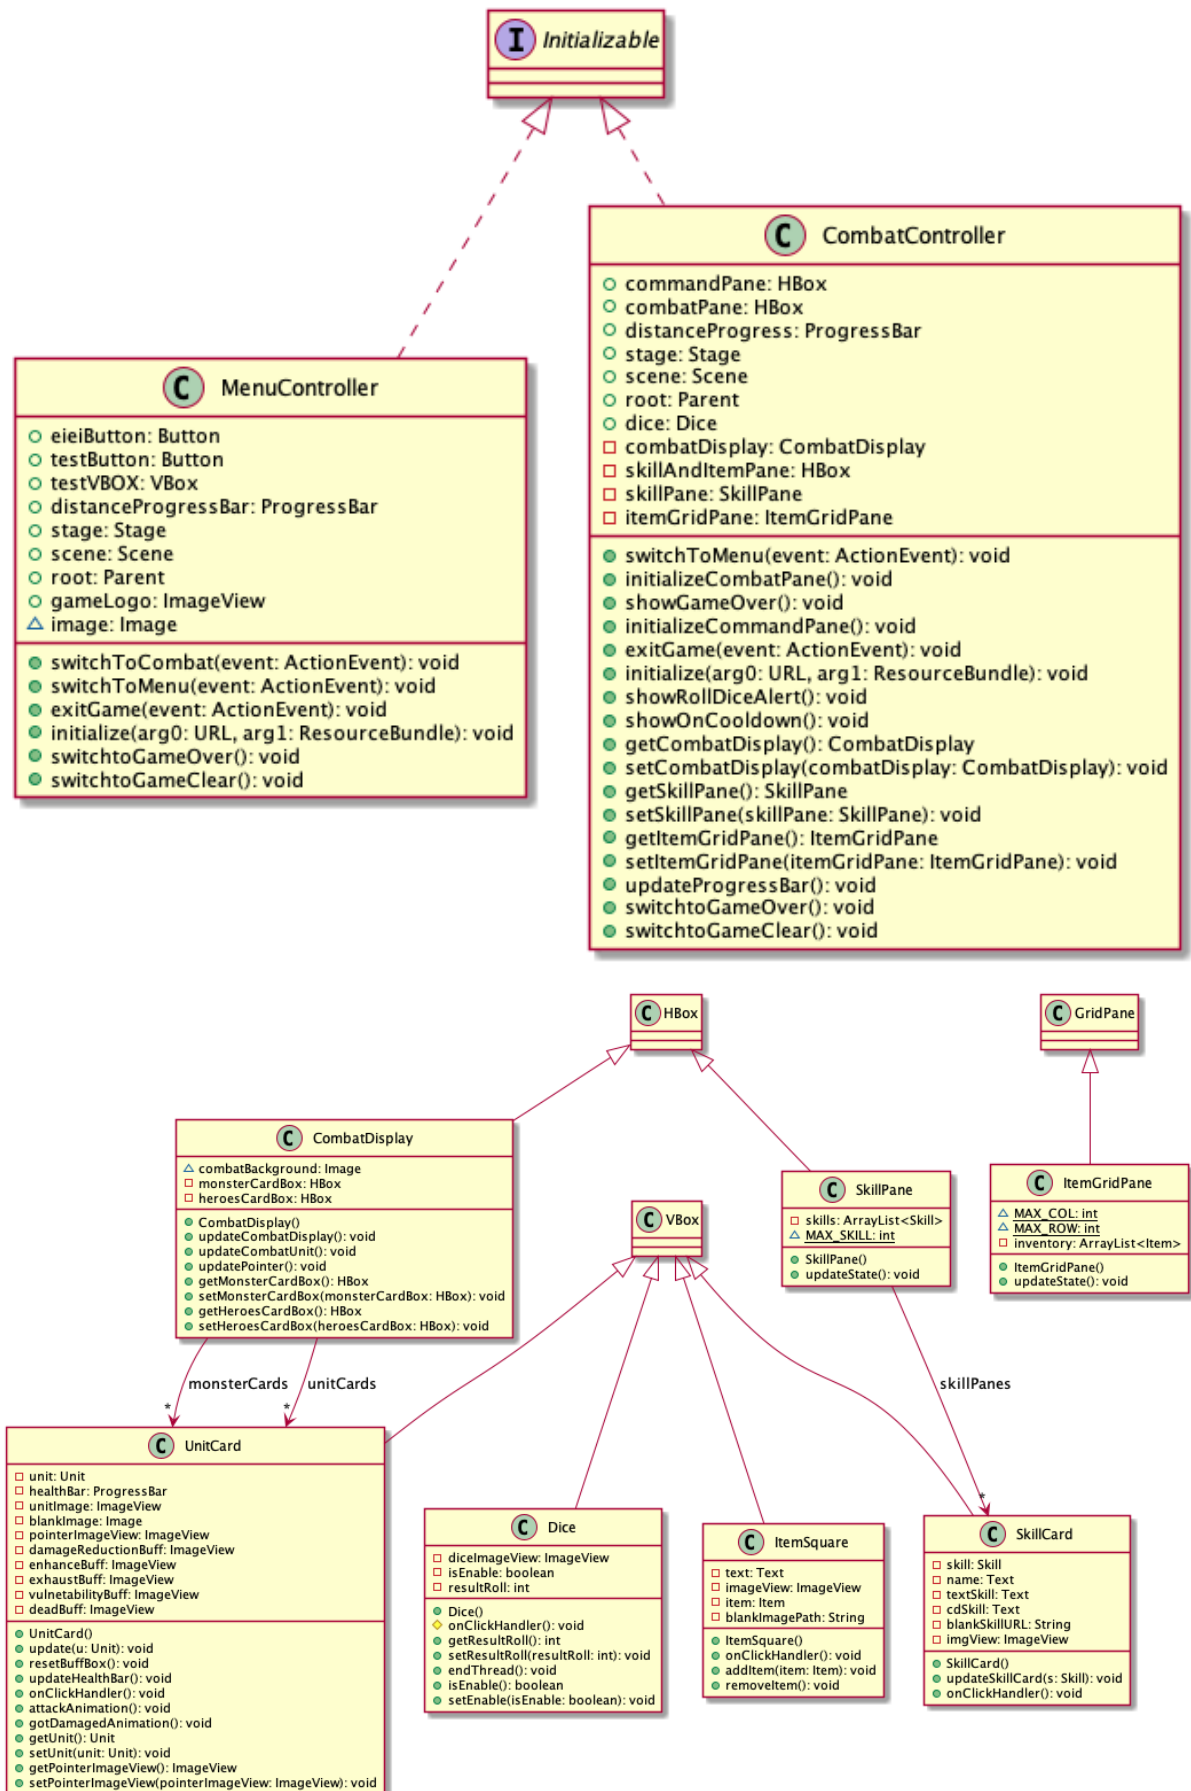 I Initializable
C MenuController
eieiButton: Button
testButton: Button
testVBOX: VBox
distanceProgressBar: ProgressBar
stage: Stage
scene: Scene
root: Parent
gameLogo: ImageView
image: Image
switchToCombat(event: ActionEvent): void
switchToMenu(event: ActionEvent): void
exitGame(event: ActionEvent): void
initialize(arg0: URL, arg1: ResourceBundle): void
switchtoGameOver(): void
switchtoGameClear(): void
C CombatController
commandPane: HBox
combatPane: HBox
distanceProgress: ProgressBar
stage: Stage
scene: Scene
root: Parent
dice: Dice
combatDisplay: CombatDisplay
skillAndItemPane: HBox
skillPane: SkillPane
itemGridPane: ItemGridPane
switchToMenu(event: ActionEvent): void
initializeCombatPane(): void
showGameOver(): void
initializeCommandPane(): void
exitGame(event: ActionEvent): void
initialize(arg0: URL, arg1: ResourceBundle): void
showRollDiceAlert(): void
showOnCooldown(): void
getCombatDisplay(): CombatDisplay
setCombatDisplay(combatDisplay: CombatDisplay): void
getSkillPane(): SkillPane
setSkillPane(skillPane: SkillPane): void
getItemGridPane(): ItemGridPane
setItemGridPane(itemGridPane: ItemGridPane): void
updateProgressBar(): void
switchtoGameOver(): void
switchtoGameClear(): void
C HBox
C GridPane
C CombatDisplay
combatBackground: Image
monsterCardBox: HBox
heroesCardBox: HBox
CombatDisplay()
updateCombatDisplay(): void
updateCombatUnit(): void
updatePointer(): void
getMonsterCardBox(): HBox
setMonsterCardBox(monsterCardBox: HBox): void
getHeroesCardBox(): HBox
setHeroesCardBox(heroesCardBox: HBox): void
C VBox
C SkillPane
skills: ArrayList<Skill>
MAX_SKILL: int
SkillPane()
updateState(): void
C ItemGridPane
MAX_COL: int
MAX_ROW: int
inventory: ArrayList<Item>
ItemGridPane()
updateState(): void
monsterCards
unitCards
skillPanes
*
*
*
C UnitCard
unit: Unit
healthBar: ProgressBar
unitImage: ImageView
blankImage: Image
pointerImageView: ImageView
damageReductionBuff: ImageView
enhanceBuff: ImageView
exhaustBuff: ImageView
vulnetabilityBuff: ImageView
deadBuff: ImageView
UnitCard()
update(u: Unit): void
resetBuffBox(): void
updateHealthBar(): void
onClickHandler(): void
attackAnimation(): void
gotDamagedAnimation(): void
getUnit(): Unit
setUnit(unit: Unit): void
getPointerImageView(): ImageView
setPointerImageView(pointerImageView: ImageView): void
C Dice
diceImageView: ImageView
isEnable: boolean
resultRoll: int
Dice()
onClickHandler(): void
getResultRoll(): int
setResultRoll(resultRoll: int): void
endThread(): void
isEnable(): boolean
setEnable(isEnable: boolean): void
C ItemSquare
text: Text
imageView: ImageView
item: Item
blankImagePath: String
ItemSquare()
onClickHandler(): void
addItem(item: Item): void
removeItem(): void
C SkillCard
skill: Skill
name: Text
textSkill: Text
cdSkill: Text
blankSkillURL: String
imgView: ImageView
SkillCard()
updateSkillCard(s: Skill): void
onClickHandler(): void